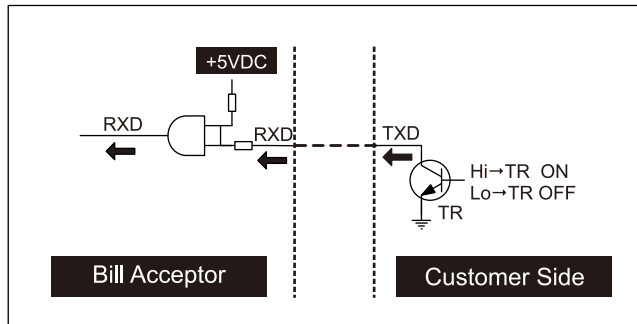 +5VDC
RXD
RXD
TXD
Hi→TR ON
Lo→TR OFF
TR
Bill Acceptor
Customer Side